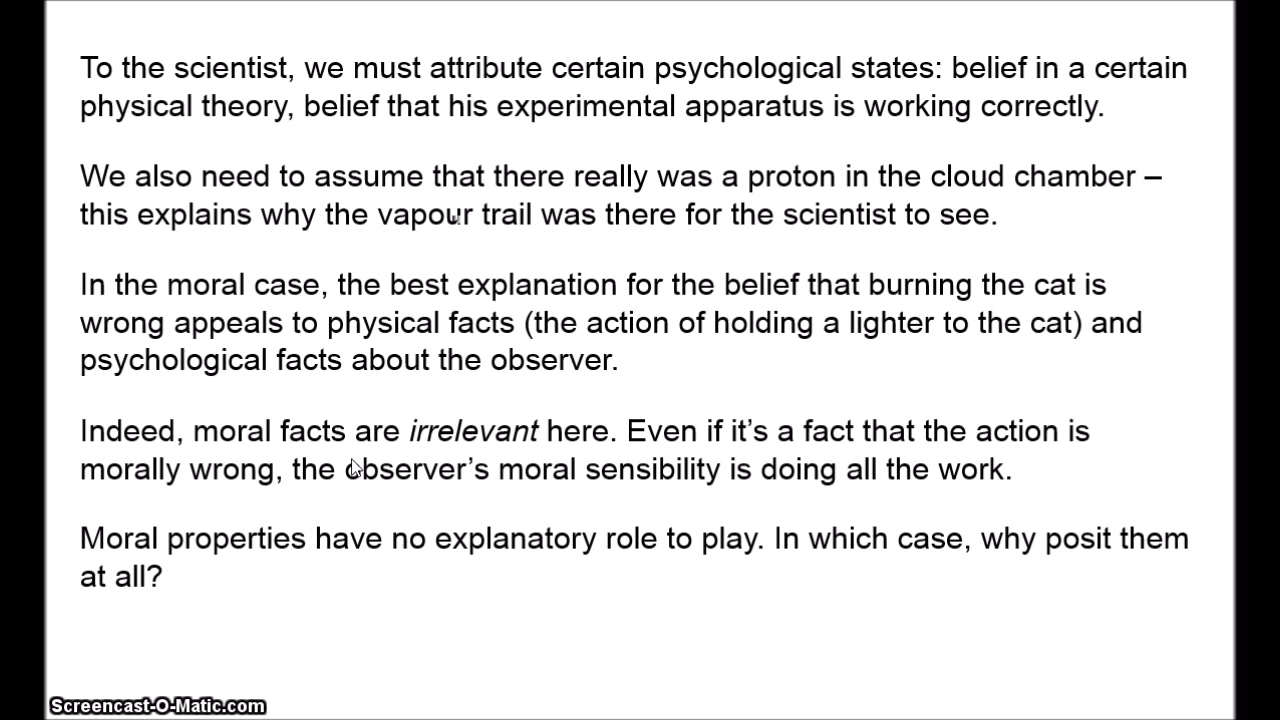 To the scientist, we must attribute certain psychological states: belief in a certain
physical theory, belief that his experimental apparatus is working correctly.
We also need to assume that there really was a proton in the cloud chamber –
this explains why the vapour trail was there for the scientist to see.
In the moral case, the best explanation for the belief that burning the cat is
wrong appeals to physical facts (the action of holding a lighter to the cat) and
psychological facts about the observer.
Indeed, moral facts are irrelevant here. Even if it’s a fact that the action is
morally wrong, the observer’s moral sensibility is doing all the work.
Moral properties have no explanatory role to play. In which case, why posit them
at all?
Screencast-O-Matic.com